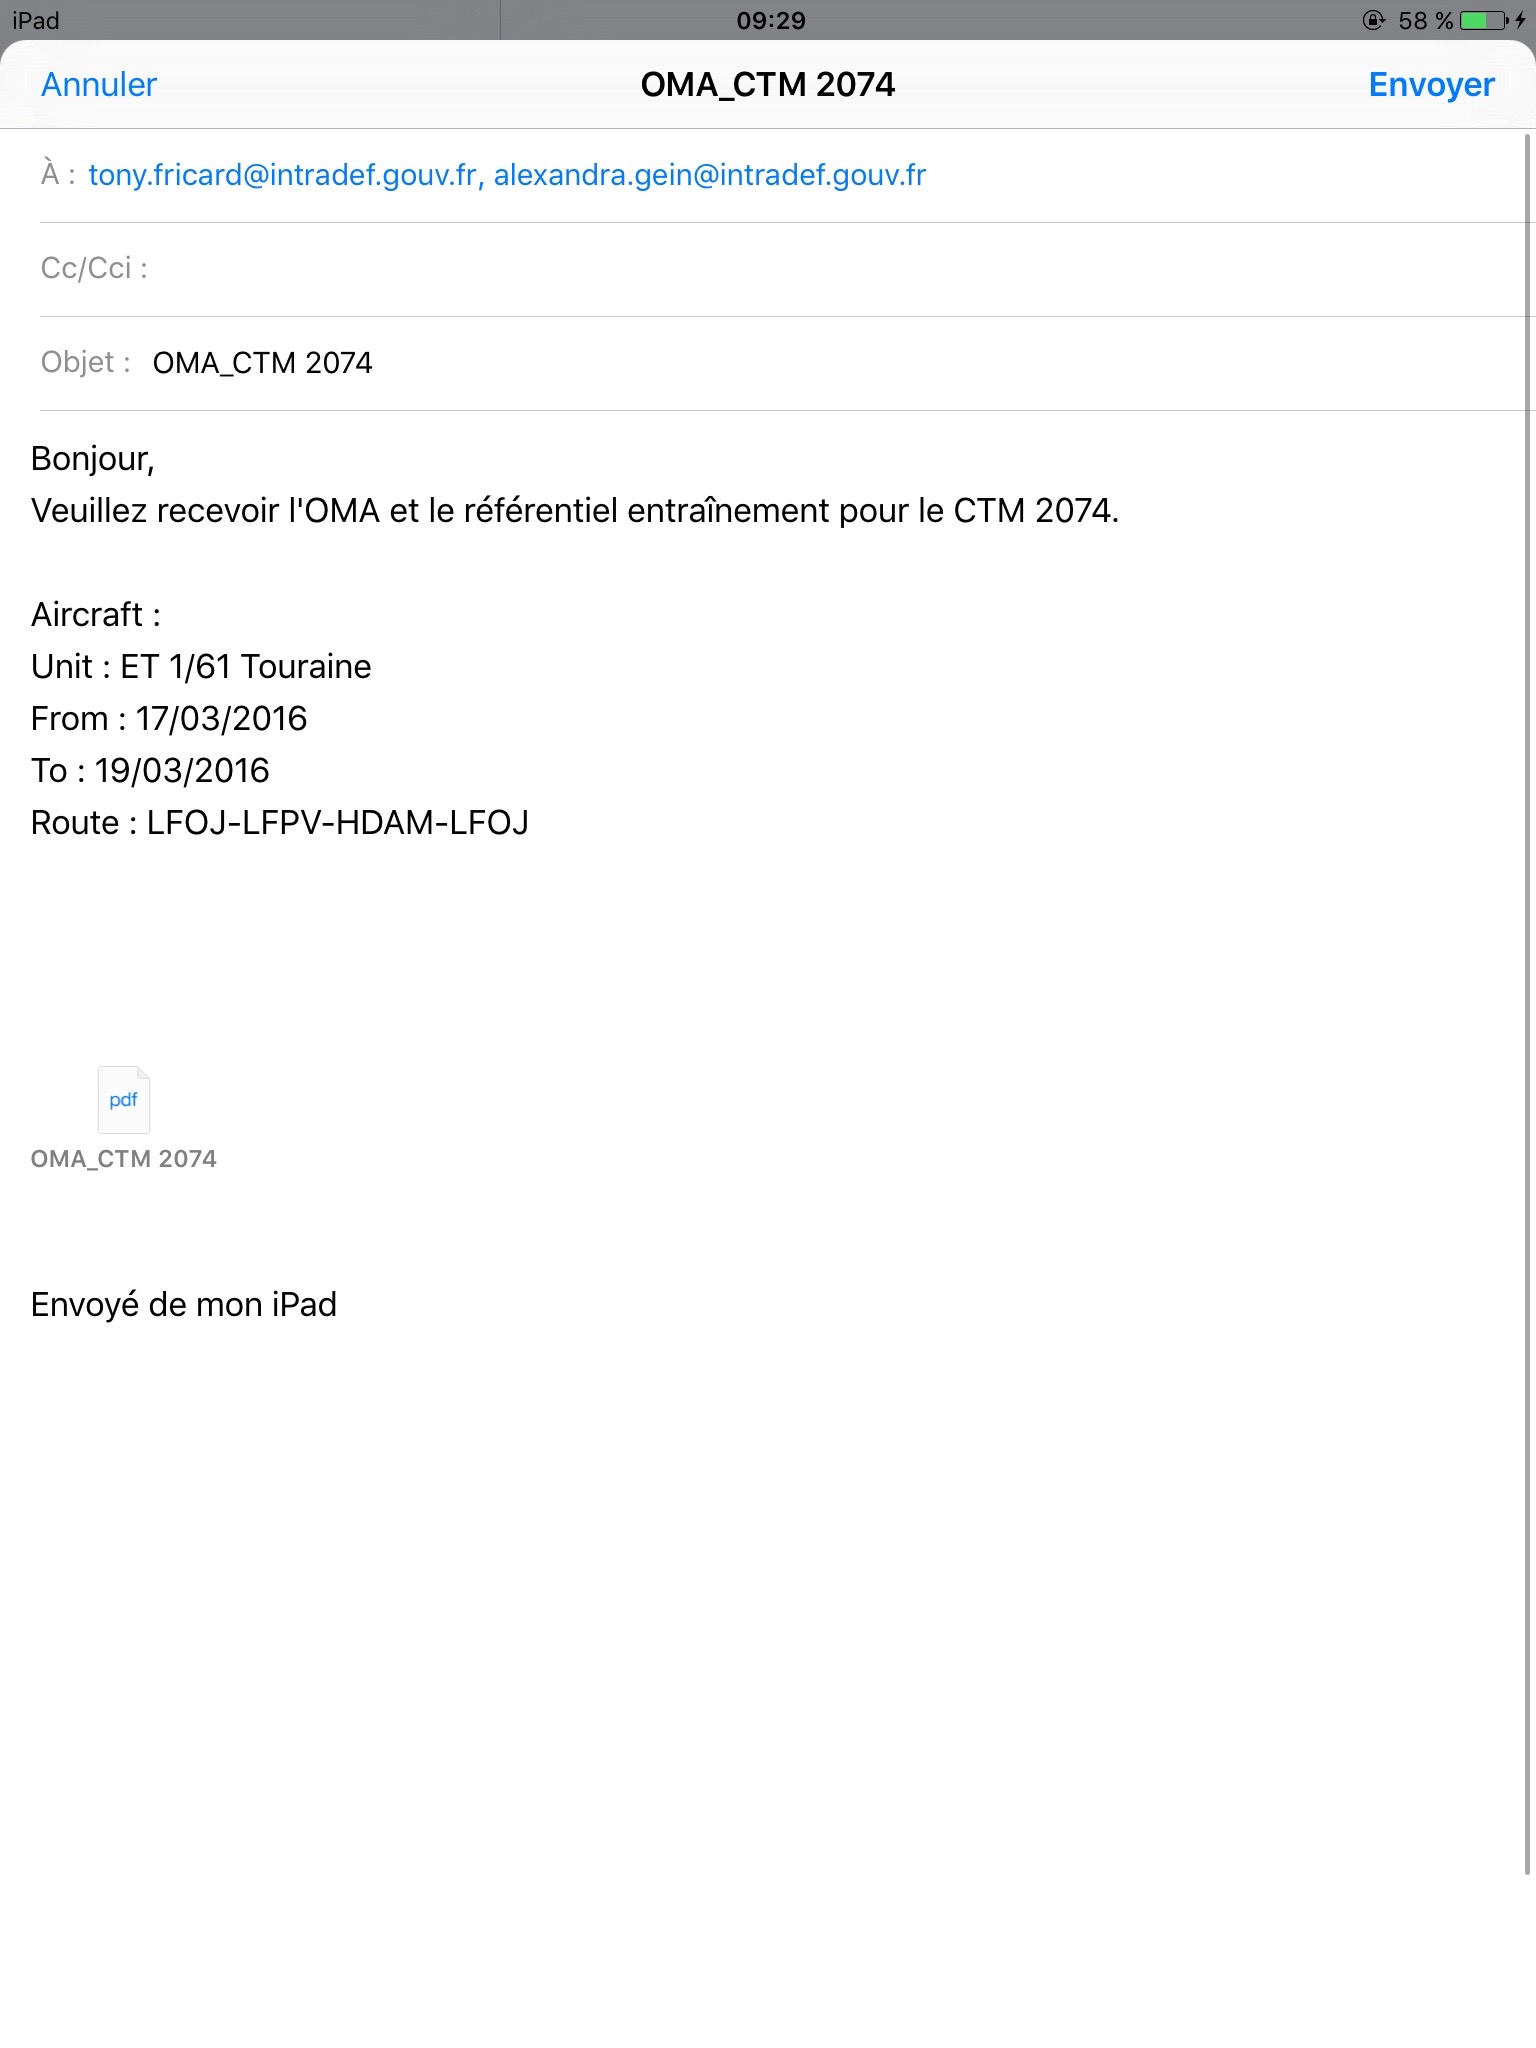 iPad 09:29 58 %
Annuler OMA_CTM 2074 Envoyer
À : tony.fricard@intradef.gouv.fr, alexandra.gein@intradef.gouv.fr
Cc/Cci :
Objet : OMA_CTM 2074
Bonjour,
Veuillez recevoir l'OMA et le référentiel entraînement pour le CTM 2074.
Aircraft :
Unit : ET 1/61 Touraine
From : 17/03/2016
To : 19/03/2016
Route : LFOJ-LFPV-HDAM-LFOJ
pdf
OMA_CTM 2074
Envoyé de mon iPad